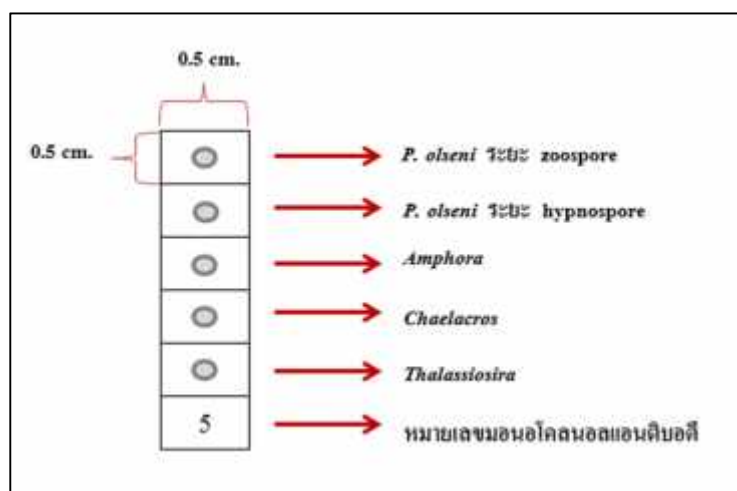 0.5 cm.
0.5 cm.
P. olseni ระยะ zoospore
P. olseni ระยะ hypnospore
Amphora
Chaelacros
Thalassiosira
5
หมายเลขมอนอโคลนอลแอนติบอดี